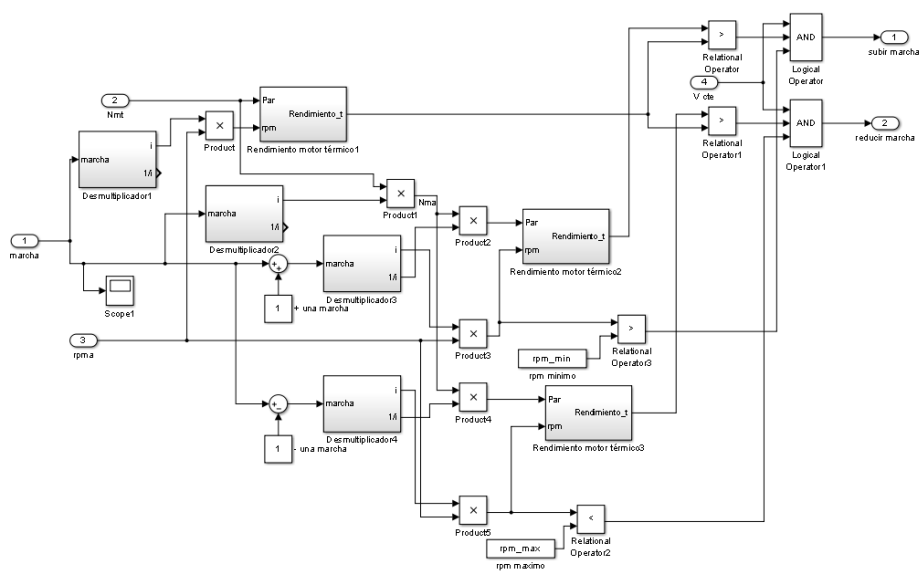 >
Relational
Operator
AND
Logical
Operator
1
subir marcha
4
V cte
2
Nmt
Par
rpm
Rendimiento_t
Rendimiento motor térmico1
×
Product
>
Relational
Operator1
AND
Logical
Operator1
2
reducir marcha
marcha
i
1/i
Desmultiplicador1
×
Product1
Nma
marcha
i
1/i
Desmultiplicador2
×
Product2
Par
rpm
Rendimiento_t
Rendimiento motor térmico2
1
marcha
Scope1
+
+
1
+ una marcha
marcha
i
1/i
Desmultiplicador3
×
Product3
3
rpma
rpm_min
rpm minimo
>
Relational
Operator3
+
-
1
- una marcha
marcha
i
1/i
Desmultiplicador4
×
Product4
Par
rpm
Rendimiento_t
Rendimiento motor térmico3
×
Product5
rpm_max
rpm maximo
<
Relational
Operator2